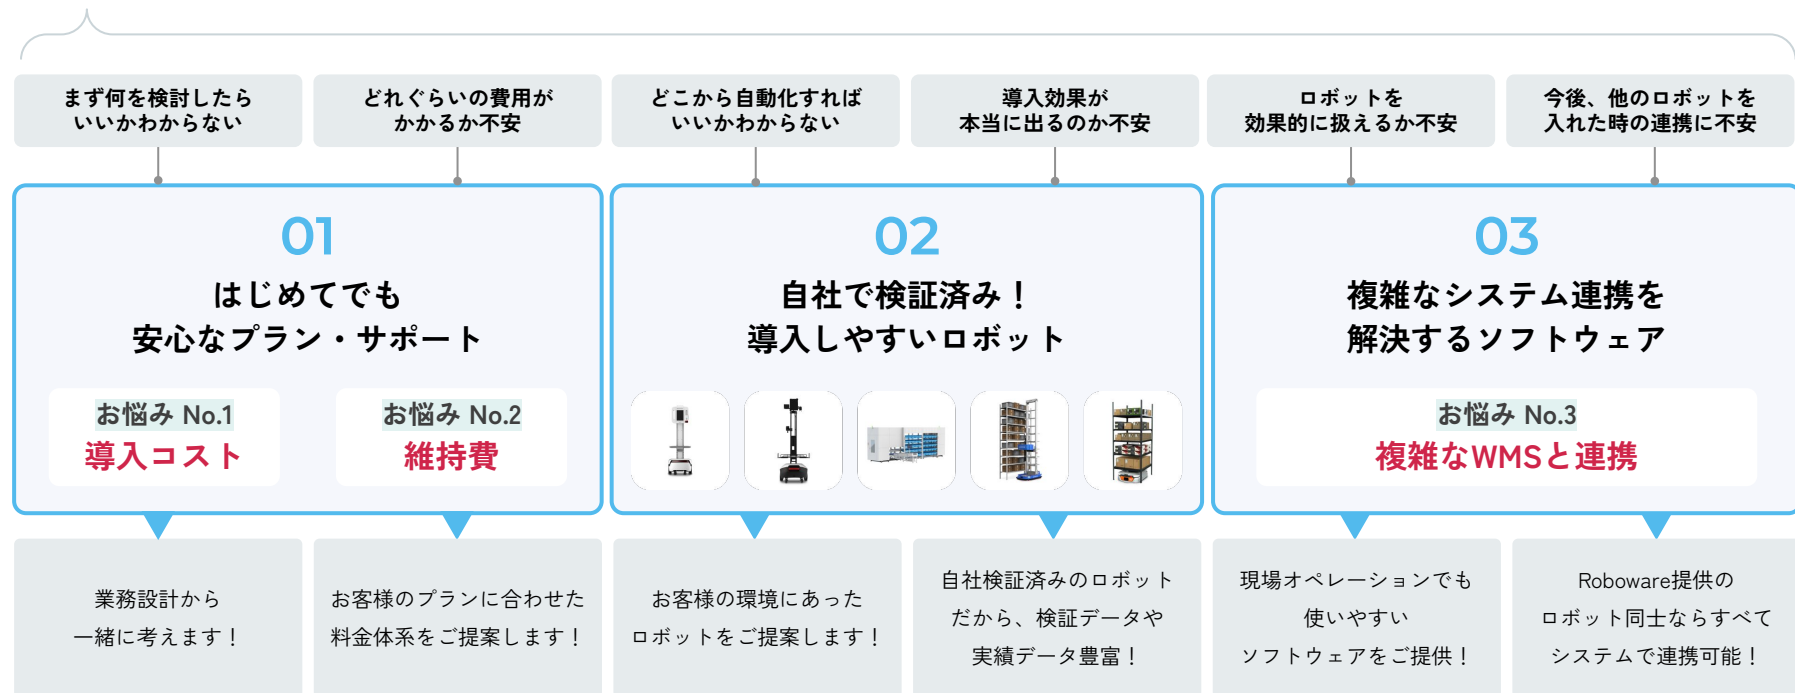 まず何を検討したら
いいかわからない
どれぐらいの費用が
かかるか不安
どこから自動化すれば
いいかわからない
導入効果が
本当に出るのか不安
ロボットを
効果的に扱えるか不安
今後、他のロボットを
入れた時の連携に不安
01
はじめてでも
安心なプラン・サポート
お悩み No.1
導入コスト
お悩み No.2
維持費
02
自社で検証済み！
導入しやすいロボット
03
複雑なシステム連携を
解決するソフトウェア
お悩み No.3
複雑なWMSと連携
業務設計から
一緒に考えます！
お客様のプランに合わせた
料金体系をご提案します！
お客様の環境にあった
ロボットをご提案します！
自社検証済みのロボット
だから、検証データや
実績データ豊富！
現場オペレーションでも
使いやすい
ソフトウェアをご提供！
Roboware提供の
ロボット同士ならすべて
システムで連携可能！